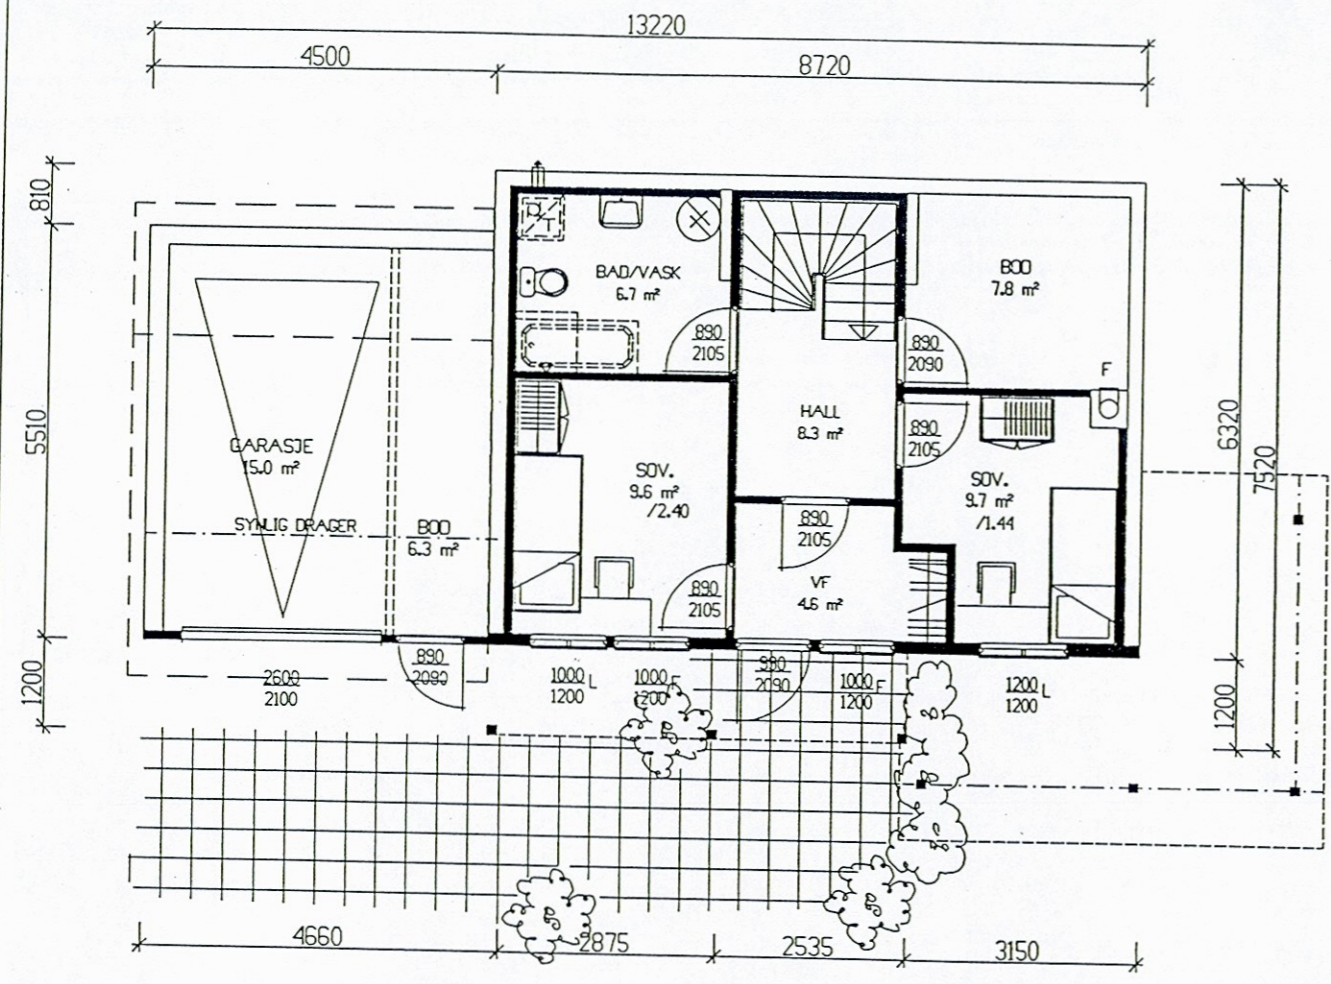 13220
4500
8720
810
5510
1200
BAD/VASK
6.7 m²
890
2105
BOD
7.8 m²
890
2090
F
HALL
8.3 m²
890
2105
GARASJE
15.0 m²
SYNLIG DRAGER
BOD
6.3 m²
SOV.
9.6 m²
/2.40
890
2105
SOV.
9.7 m²
/1.44
890
2105
VF
4.6 m²
6320
7520
1200
2600
2100
890
2090
1000 L
1200
1000 F
1200
990
2090
1000 F
1200
1200 L
1200
4660
2875
2535
3150